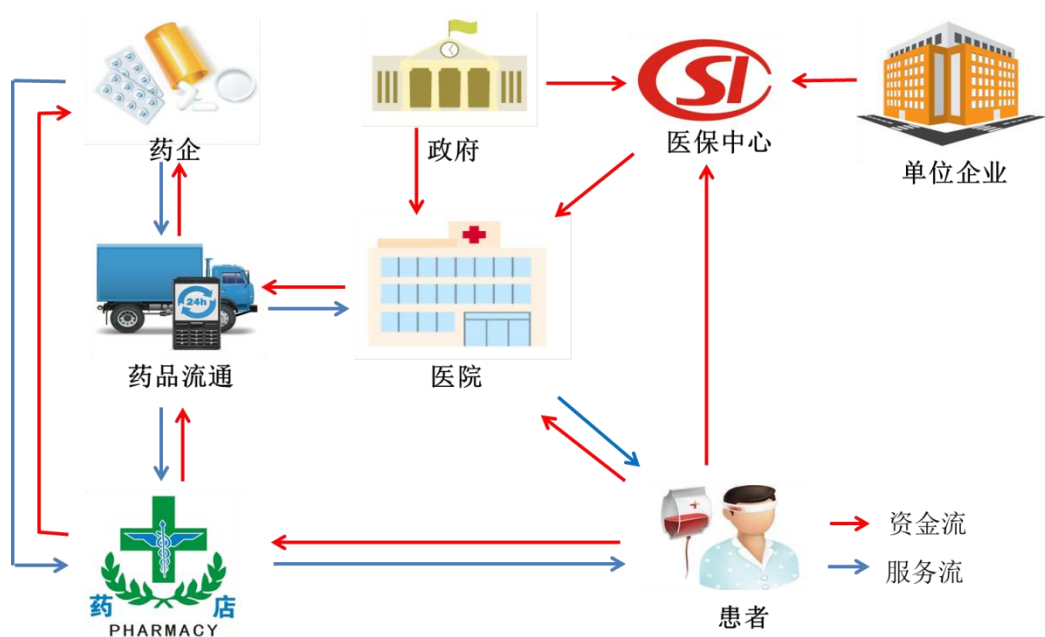 药企
政府
SI
医保中心
单位企业
24h
药品流通
医院
药 店
PHARMACY
患者
资金流
服务流